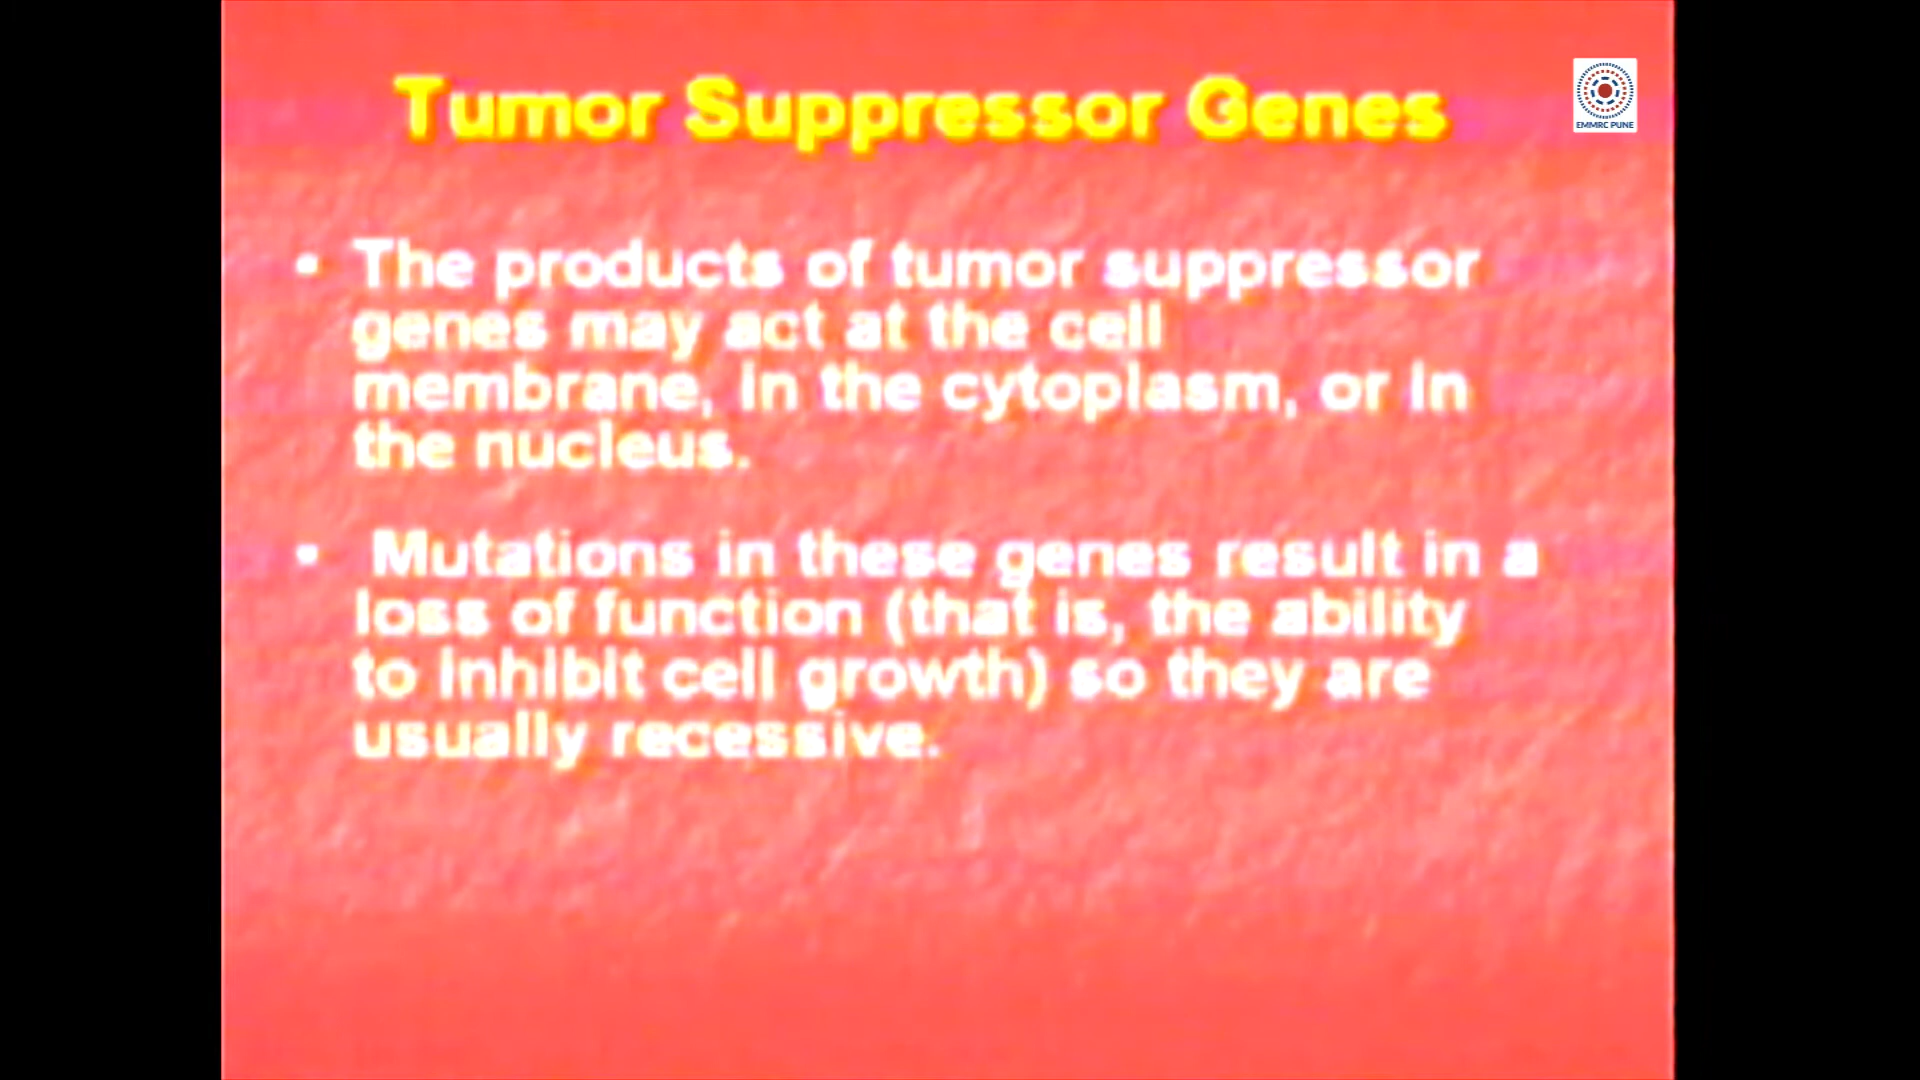 Tumor Suppressor Genes
EMMRC PUNE
• The products of tumor suppressor
genes may act at the cell
membrane, in the cytoplasm, or in
the nucleus.
• Mutations in these genes result in a
loss of function (that is, the ability
to inhibit cell growth) so they are
usually recessive.